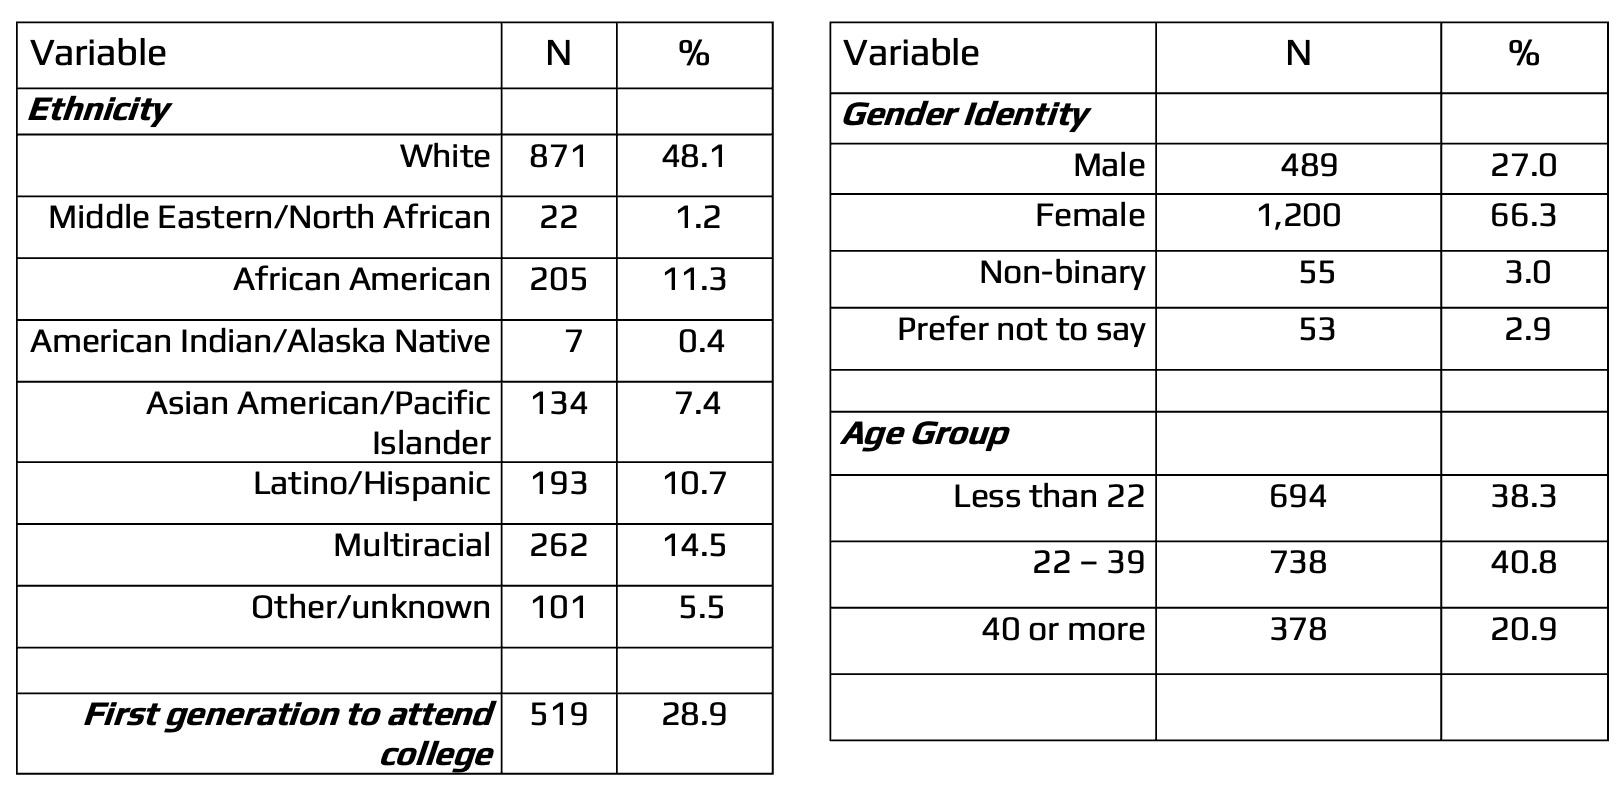 Variable N %
Ethnicity
White 871 48.1
Middle Eastern/North African 22 1.2
African American 205 11.3
American Indian/Alaska Native 7 0.4
Asian American/Pacific 134 7.4
Islander
Latino/Hispanic 193 10.7
Multiracial 262 14.5
Other/unknown 101 5.5
First generation to attend 519 28.9
college
Variable N %
Gender Identity
Male 489 27.0
Female 1,200 66.3
Non-binary 55 3.0
Prefer not to say 53 2.9
Age Group
Less than 22 694 38.3
22 – 39 738 40.8
40 or more 378 20.9